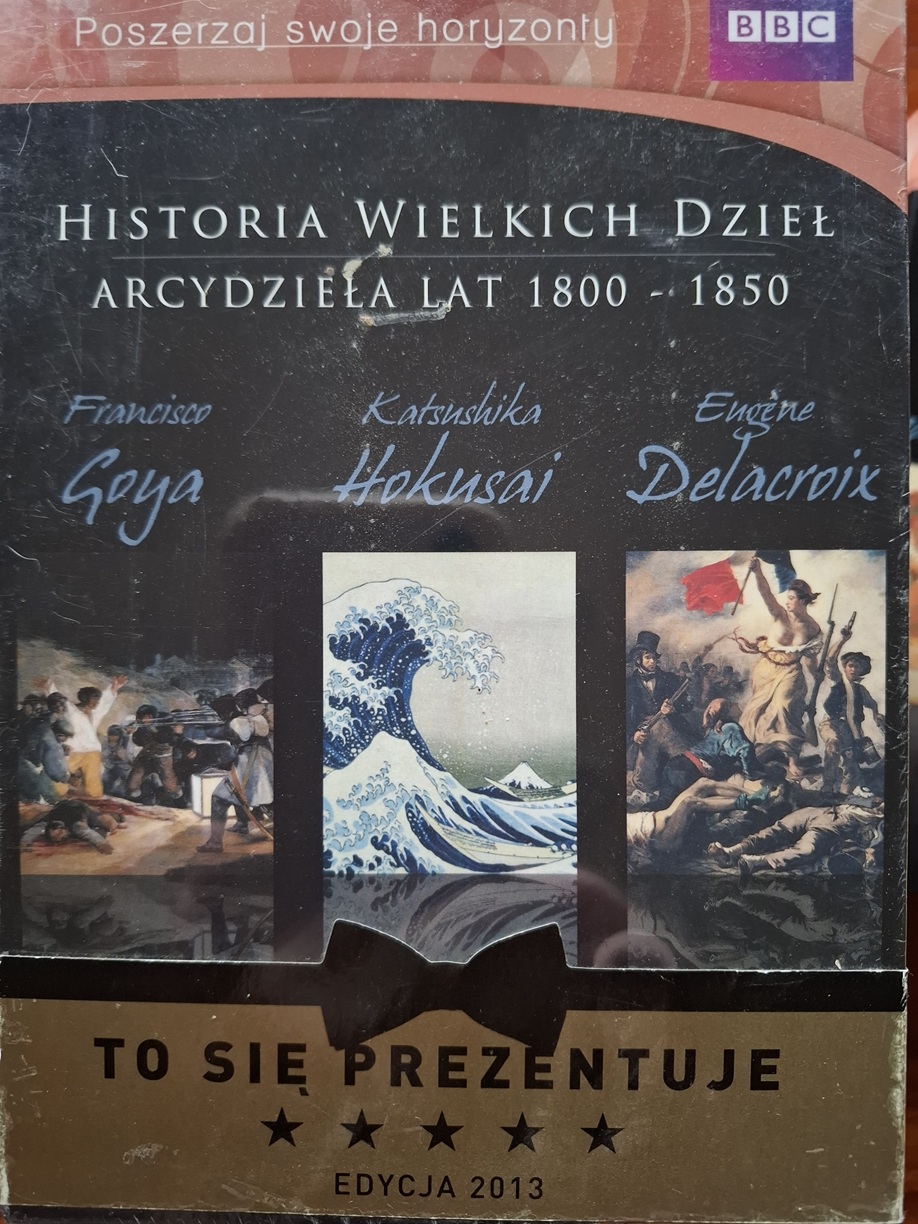 Poszerzaj swoje horyzonty
BBC
HISTORIA WIELKICH DZIEŁ
ARCYDZIEŁA LAT 1800 - 1850
Francisco
Goya
Katsushika
Hokusai
Eugène
Delacroix
TO SIĘ PREZENTUJE
EDYCJA 2013